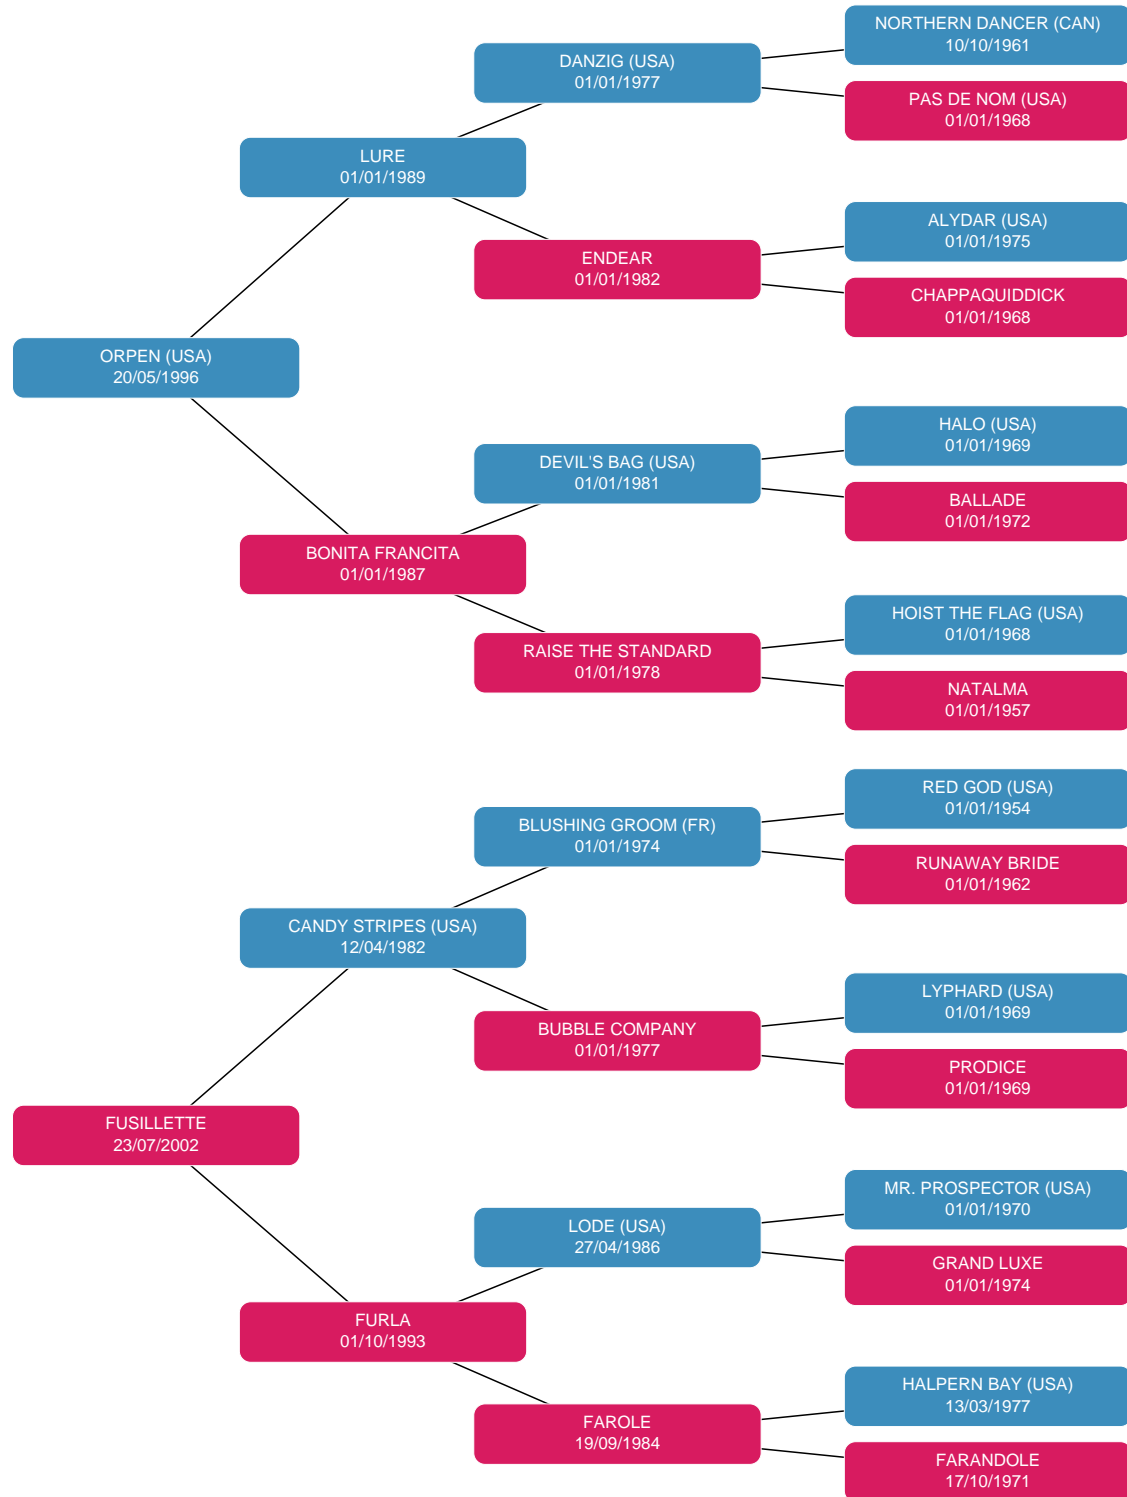 NORTHERN DANCER (CAN)
10/10/1961
DANZIG (USA)
01/01/1977
PAS DE NOM (USA)
01/01/1968
LURE
01/01/1989
ALYDAR (USA)
01/01/1975
ENDEAR
01/01/1982
CHAPPAQUIDDICK
01/01/1968
ORPEN (USA)
20/05/1996
HALO (USA)
01/01/1969
DEVIL'S BAG (USA)
01/01/1981
BALLADE
01/01/1972
BONITA FRANCITA
01/01/1987
HOIST THE FLAG (USA)
01/01/1968
RAISE THE STANDARD
01/01/1978
NATALMA
01/01/1957
RED GOD (USA)
01/01/1954
BLUSHING GROOM (FR)
01/01/1974
RUNAWAY BRIDE
01/01/1962
CANDY STRIPES (USA)
12/04/1982
LYPHARD (USA)
01/01/1969
BUBBLE COMPANY
01/01/1977
PRODICE
01/01/1969
FUSILLETTE
23/07/2002
MR. PROSPECTOR (USA)
01/01/1970
LODE (USA)
27/04/1986
GRAND LUXE
01/01/1974
FURLA
01/10/1993
HALPERN BAY (USA)
13/03/1977
FAROLE
19/09/1984
FARANDOLE
17/10/1971